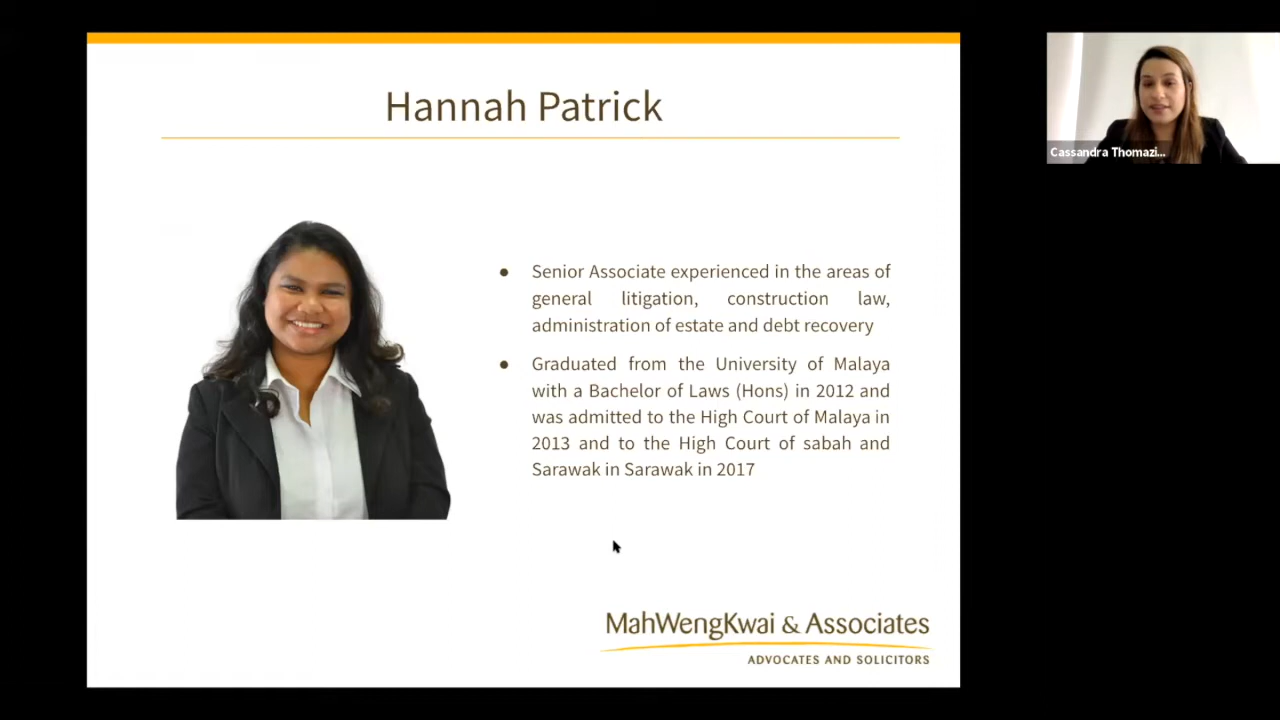 Hannah Patrick
● Senior Associate experienced in the areas of
general litigation, construction law,
administration of estate and debt recovery
● Graduated from the University of Malaya
with a Bachelor of Laws (Hons) in 2012 and
was admitted to the High Court of Malaya in
2013 and to the High Court of sabah and
Sarawak in Sarawak in 2017
MahWengKwai & Associates
ADVOCATES AND SOLICITORS
Cassandra Thomazi...